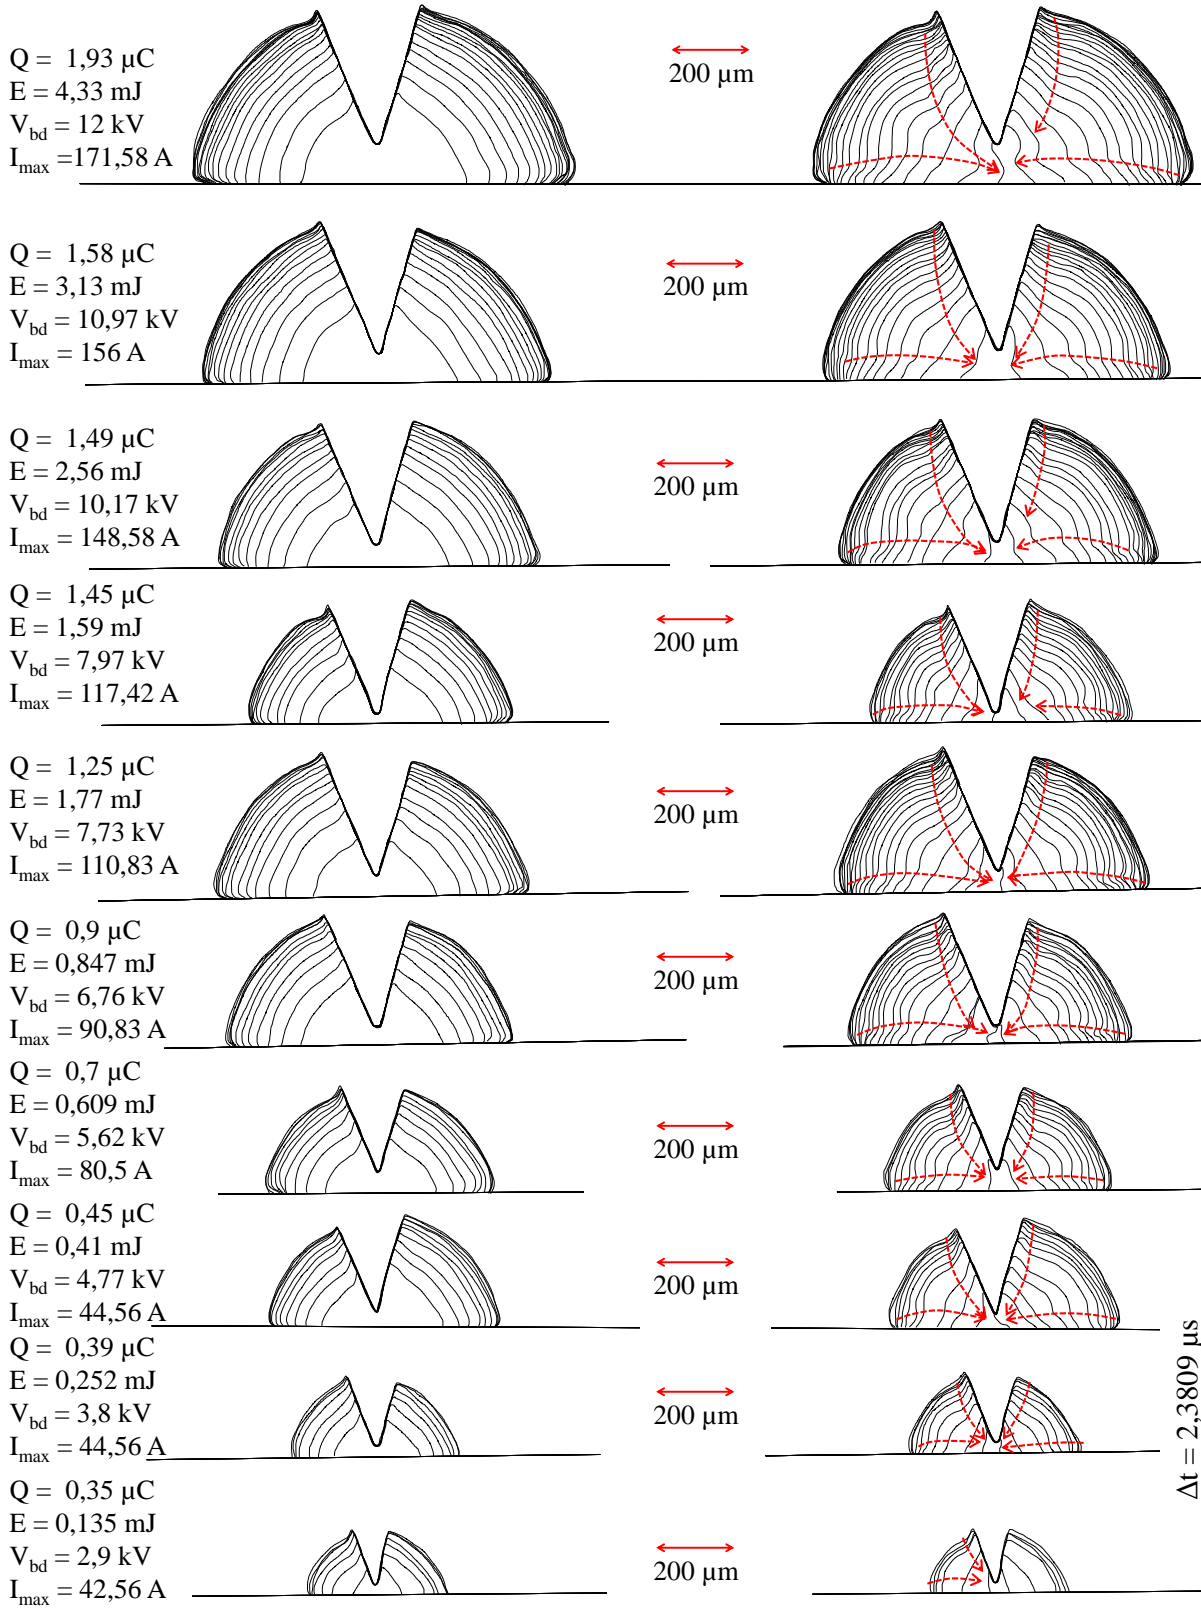 Q =  1,93 µC
E = 4,33 mJ
V_bd = 12 kV
I_max =171,58 A
200 µm
Q =  1,58 µC
E = 3,13 mJ
V_bd = 10,97 kV
I_max = 156 A
200 µm
Q =  1,49 µC
E = 2,56 mJ
V_bd = 10,17 kV
I_max = 148,58 A
200 µm
Q =  1,45 µC
E = 1,59 mJ
V_bd = 7,97 kV
I_max = 117,42 A
200 µm
Q =  1,25 µC
E = 1,77 mJ
V_bd = 7,73 kV
I_max = 110,83 A
200 µm
Q =  0,9 µC
E = 0,847 mJ
V_bd = 6,76 kV
I_max = 90,83 A
200 µm
Q =  0,7 µC
E = 0,609 mJ
V_bd = 5,62 kV
I_max = 80,5 A
200 µm
Q =  0,45 µC
E = 0,41 mJ
V_bd = 4,77 kV
I_max = 44,56 A
200 µm
Q =  0,39 µC
E = 0,252 mJ
V_bd = 3,8 kV
I_max = 44,56 A
200 µm
Δt = 2,3809 µs
Q =  0,35 µC
E = 0,135 mJ
V_bd = 2,9 kV
I_max = 42,56 A
200 µm